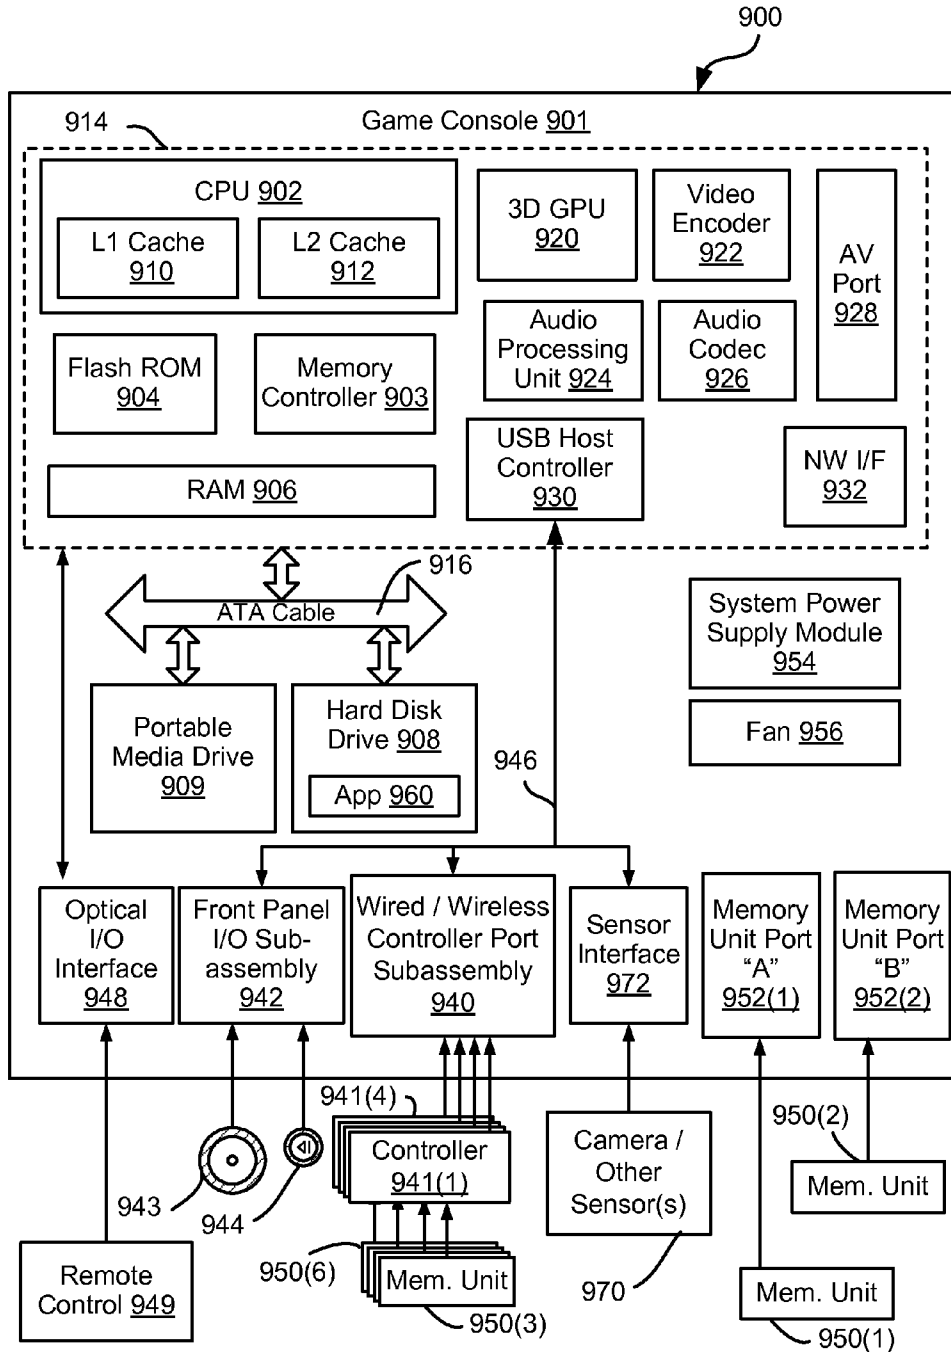 900
914
Game Console 901
CPU 902
L1 Cache
910
L2 Cache
912
3D GPU
920
Video
Encoder
922
AV
Port
928
Flash ROM
904
Memory
Controller 903
Audio
Processing
Unit 924
Audio
Codec
926
RAM 906
USB Host
Controller
930
NW I/F
932
916
ATA Cable
System Power
Supply Module
954
Fan 956
Portable
Media Drive
909
Hard Disk
Drive 908
App 960
946
Optical
I/O
Interface
948
Front Panel
I/O Sub-
assembly
942
Wired / Wireless
Controller Port
Subassembly
940
Sensor
Interface
972
Memory
Unit Port
“A”
952(1)
Memory
Unit Port
“B”
952(2)
941(4)
Controller
941(1)
943
944
Camera /
Other
Sensor(s)
970
950(2)
Mem. Unit
Remote
Control 949
950(6)
Mem. Unit
950(3)
Mem. Unit
950(1)